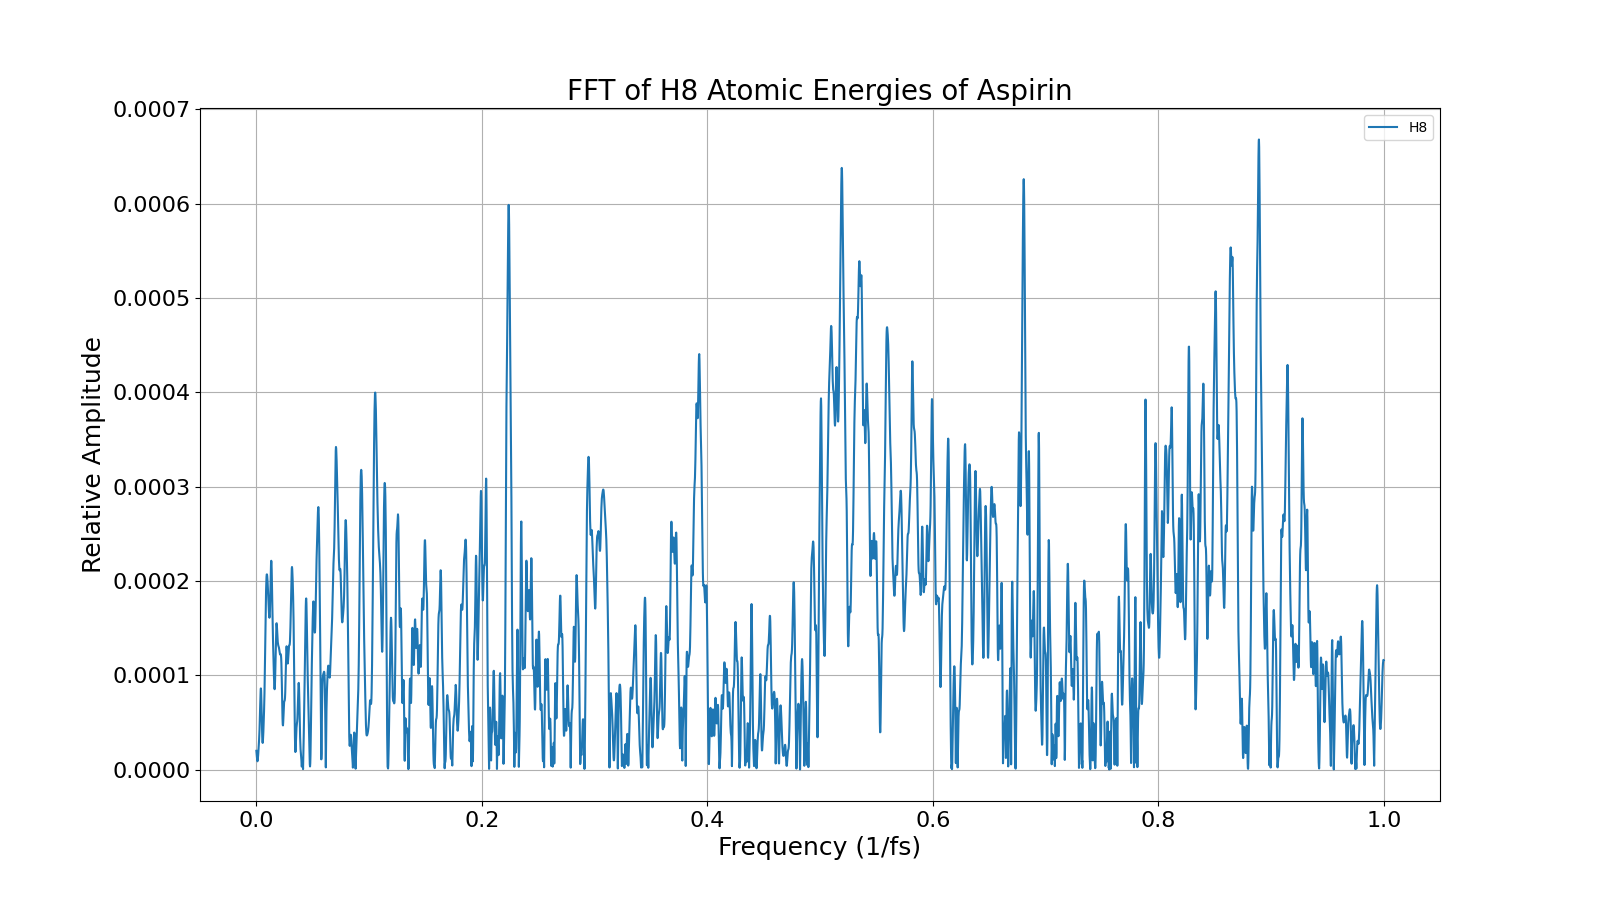 FFT of H8 Atomic Energies of Aspirin
H8
Relative Amplitude
0.0007
0.0006
0.0005
0.0004
0.0003
0.0002
0.0001
0.0000
0.0 0.2 0.4 0.6 0.8 1.0
Frequency (1/fs)